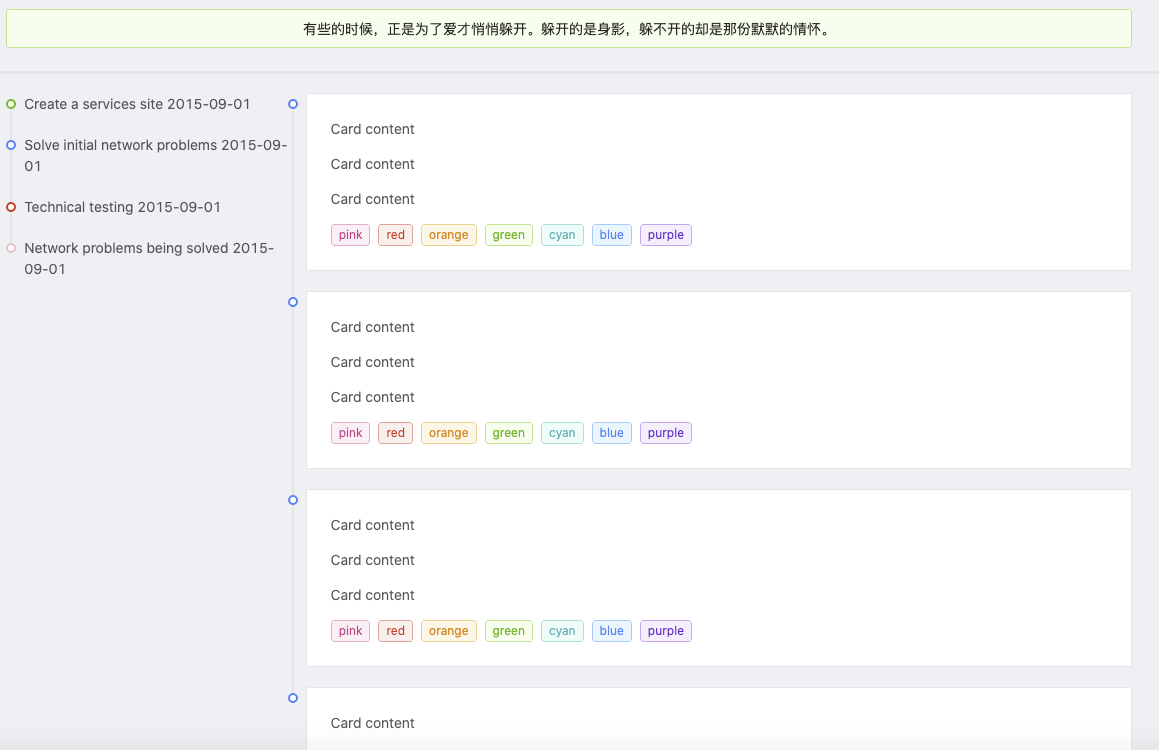 有些的时候，正是为了爱才悄悄躲开。躲开的是身影，躲不开的却是那份默默的情怀。
Create a services site 2015-09-01
Solve initial network problems 2015-09-
01
Technical testing 2015-09-01
Network problems being solved 2015-
09-01
Card content
Card content
Card content
pink red orange green cyan blue purple
Card content
Card content
Card content
pink red orange green cyan blue purple
Card content
Card content
Card content
pink red orange green cyan blue purple
Card content